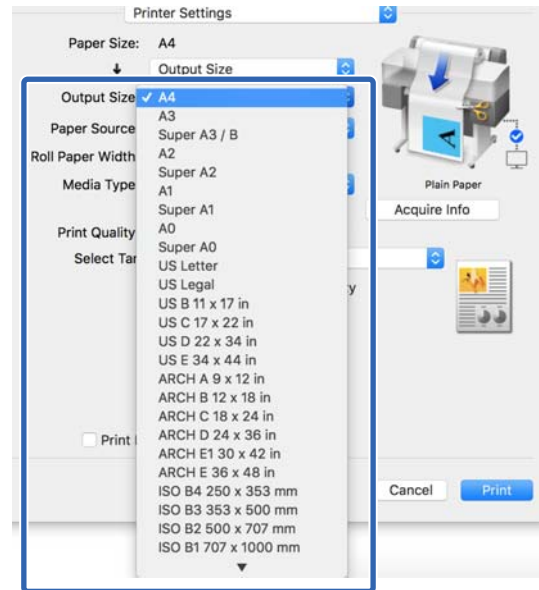 Printer Settings
Paper Size: A4
Output Size
Output Size ✓ A4
A3
Paper Source
Super A3 / B
Roll Paper Width
A2
Super A2
Media Type
A1
Plain Paper
Super A1
Acquire Info
Print Quality
A0
Super A0
Select Tar
US Letter
US Legal
y
US B 11 x 17 in
US C 17 x 22 in
US D 22 x 34 in
US E 34 x 44 in
ARCH A 9 x 12 in
ARCH B 12 x 18 in
ARCH C 18 x 24 in
ARCH D 24 x 36 in
Print
ARCH E1 30 x 42 in
ARCH E 36 x 48 in
ISO B4 250 x 353 mm
Cancel Print
ISO B3 353 x 500 mm
ISO B2 500 x 707 mm
ISO B1 707 x 1000 mm